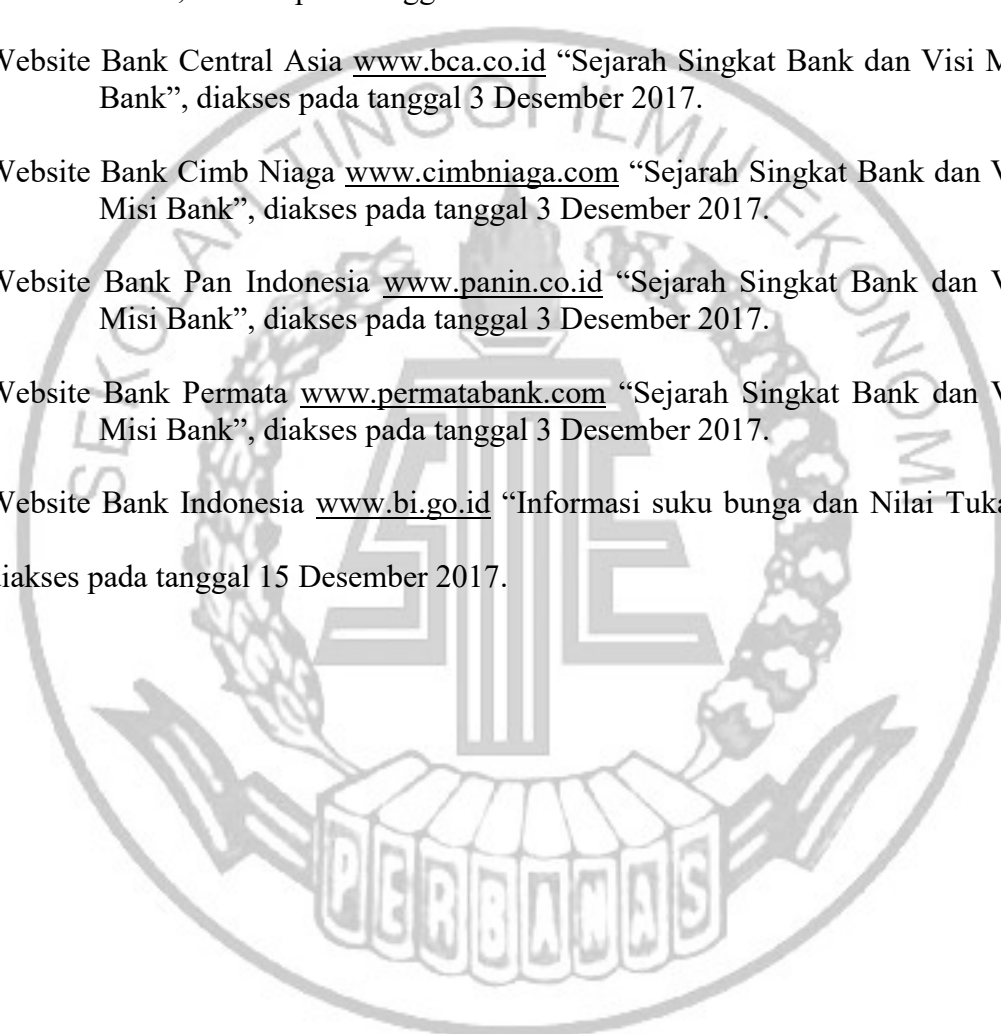 Website Bank Central Asia www.bca.co.id “Sejarah Singkat Bank dan Visi
Bank”, diakses pada tanggal 3 Desember 2017.
Website Bank Cimb Niaga www.cimbniaga.com “Sejarah Singkat Bank dan
Misi Bank”, diakses pada tanggal 3 Desember 2017.
Website Bank Pan Indonesia www.panin.co.id “Sejarah Singkat Bank dan
Misi Bank”, diakses pada tanggal 3 Desember 2017.
Website Bank Permata www.permatabank.com “Sejarah Singkat Bank dan
Misi Bank”, diakses pada tanggal 3 Desember 2017.
Website Bank Indonesia www.bi.go.id “Informasi suku bunga dan Nilai
diakses pada tanggal 15 Desember 2017.
SEKOLAH TINGGI ILMU EKONOMI
PERBANAS